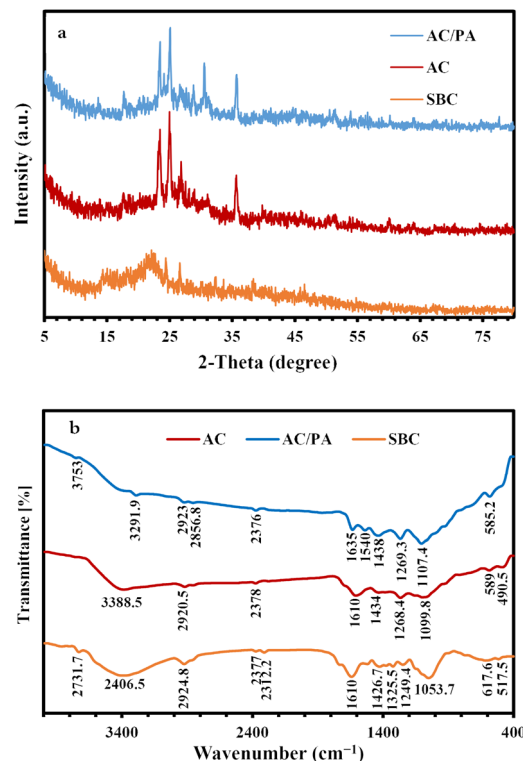 a
AC/PA
AC
SBC
Intensity (a.u.)
5 15 25 35 45 55 65 75
2-Theta (degree)
b
AC AC/PA SBC
Transmittance [%]
3753
3291.9
2923
2856.8
2376
1635
1540
1438
1269.3
1107.4
585.2
3388.5
2920.5
2378
1610
1434
1268.4
1099.8
589
490.5
2731.7
2406.5
2924.8
2377
2312.2
1610
1426.7
1325.5
1249.4
1053.7
617.6
517.5
3400 2400 1400 400
Wavenumber (cm⁻¹)